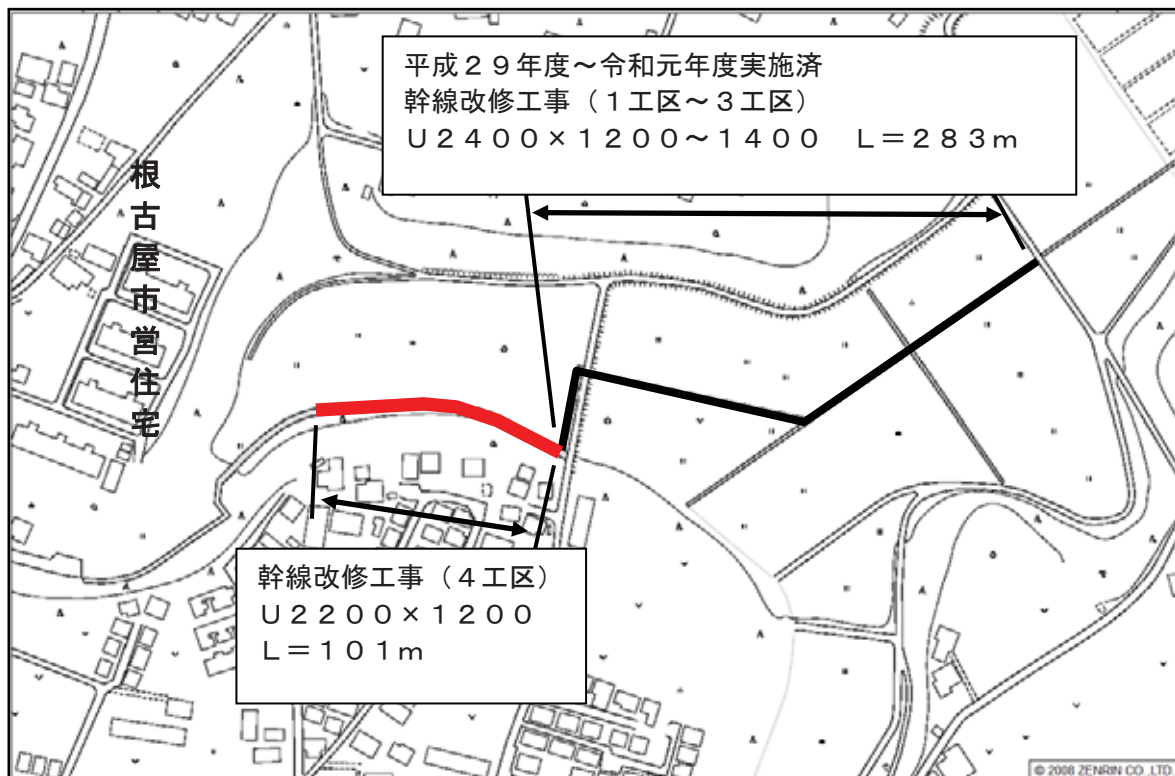 平成２９年度～令和元年度実施済
幹線改修工事（１工区～３工区）
Ｕ２４００×１２００～１４００　Ｌ＝２８３ｍ
根古屋市営住宅
幹線改修工事（４工区）
Ｕ２２００×１２００
Ｌ＝１０１ｍ
© 2008 ZENRIN CO., LTD.